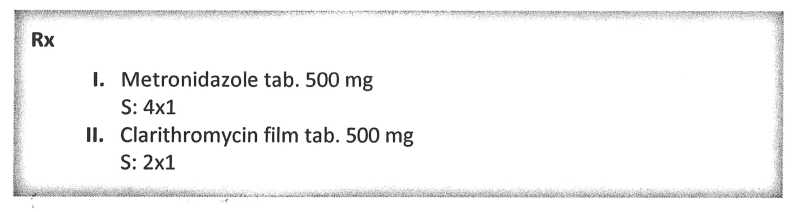 Rx
I. Metronidazole tab. 500 mg
S: 4x1
II. Clarithromycin film tab. 500 mg
S: 2x1